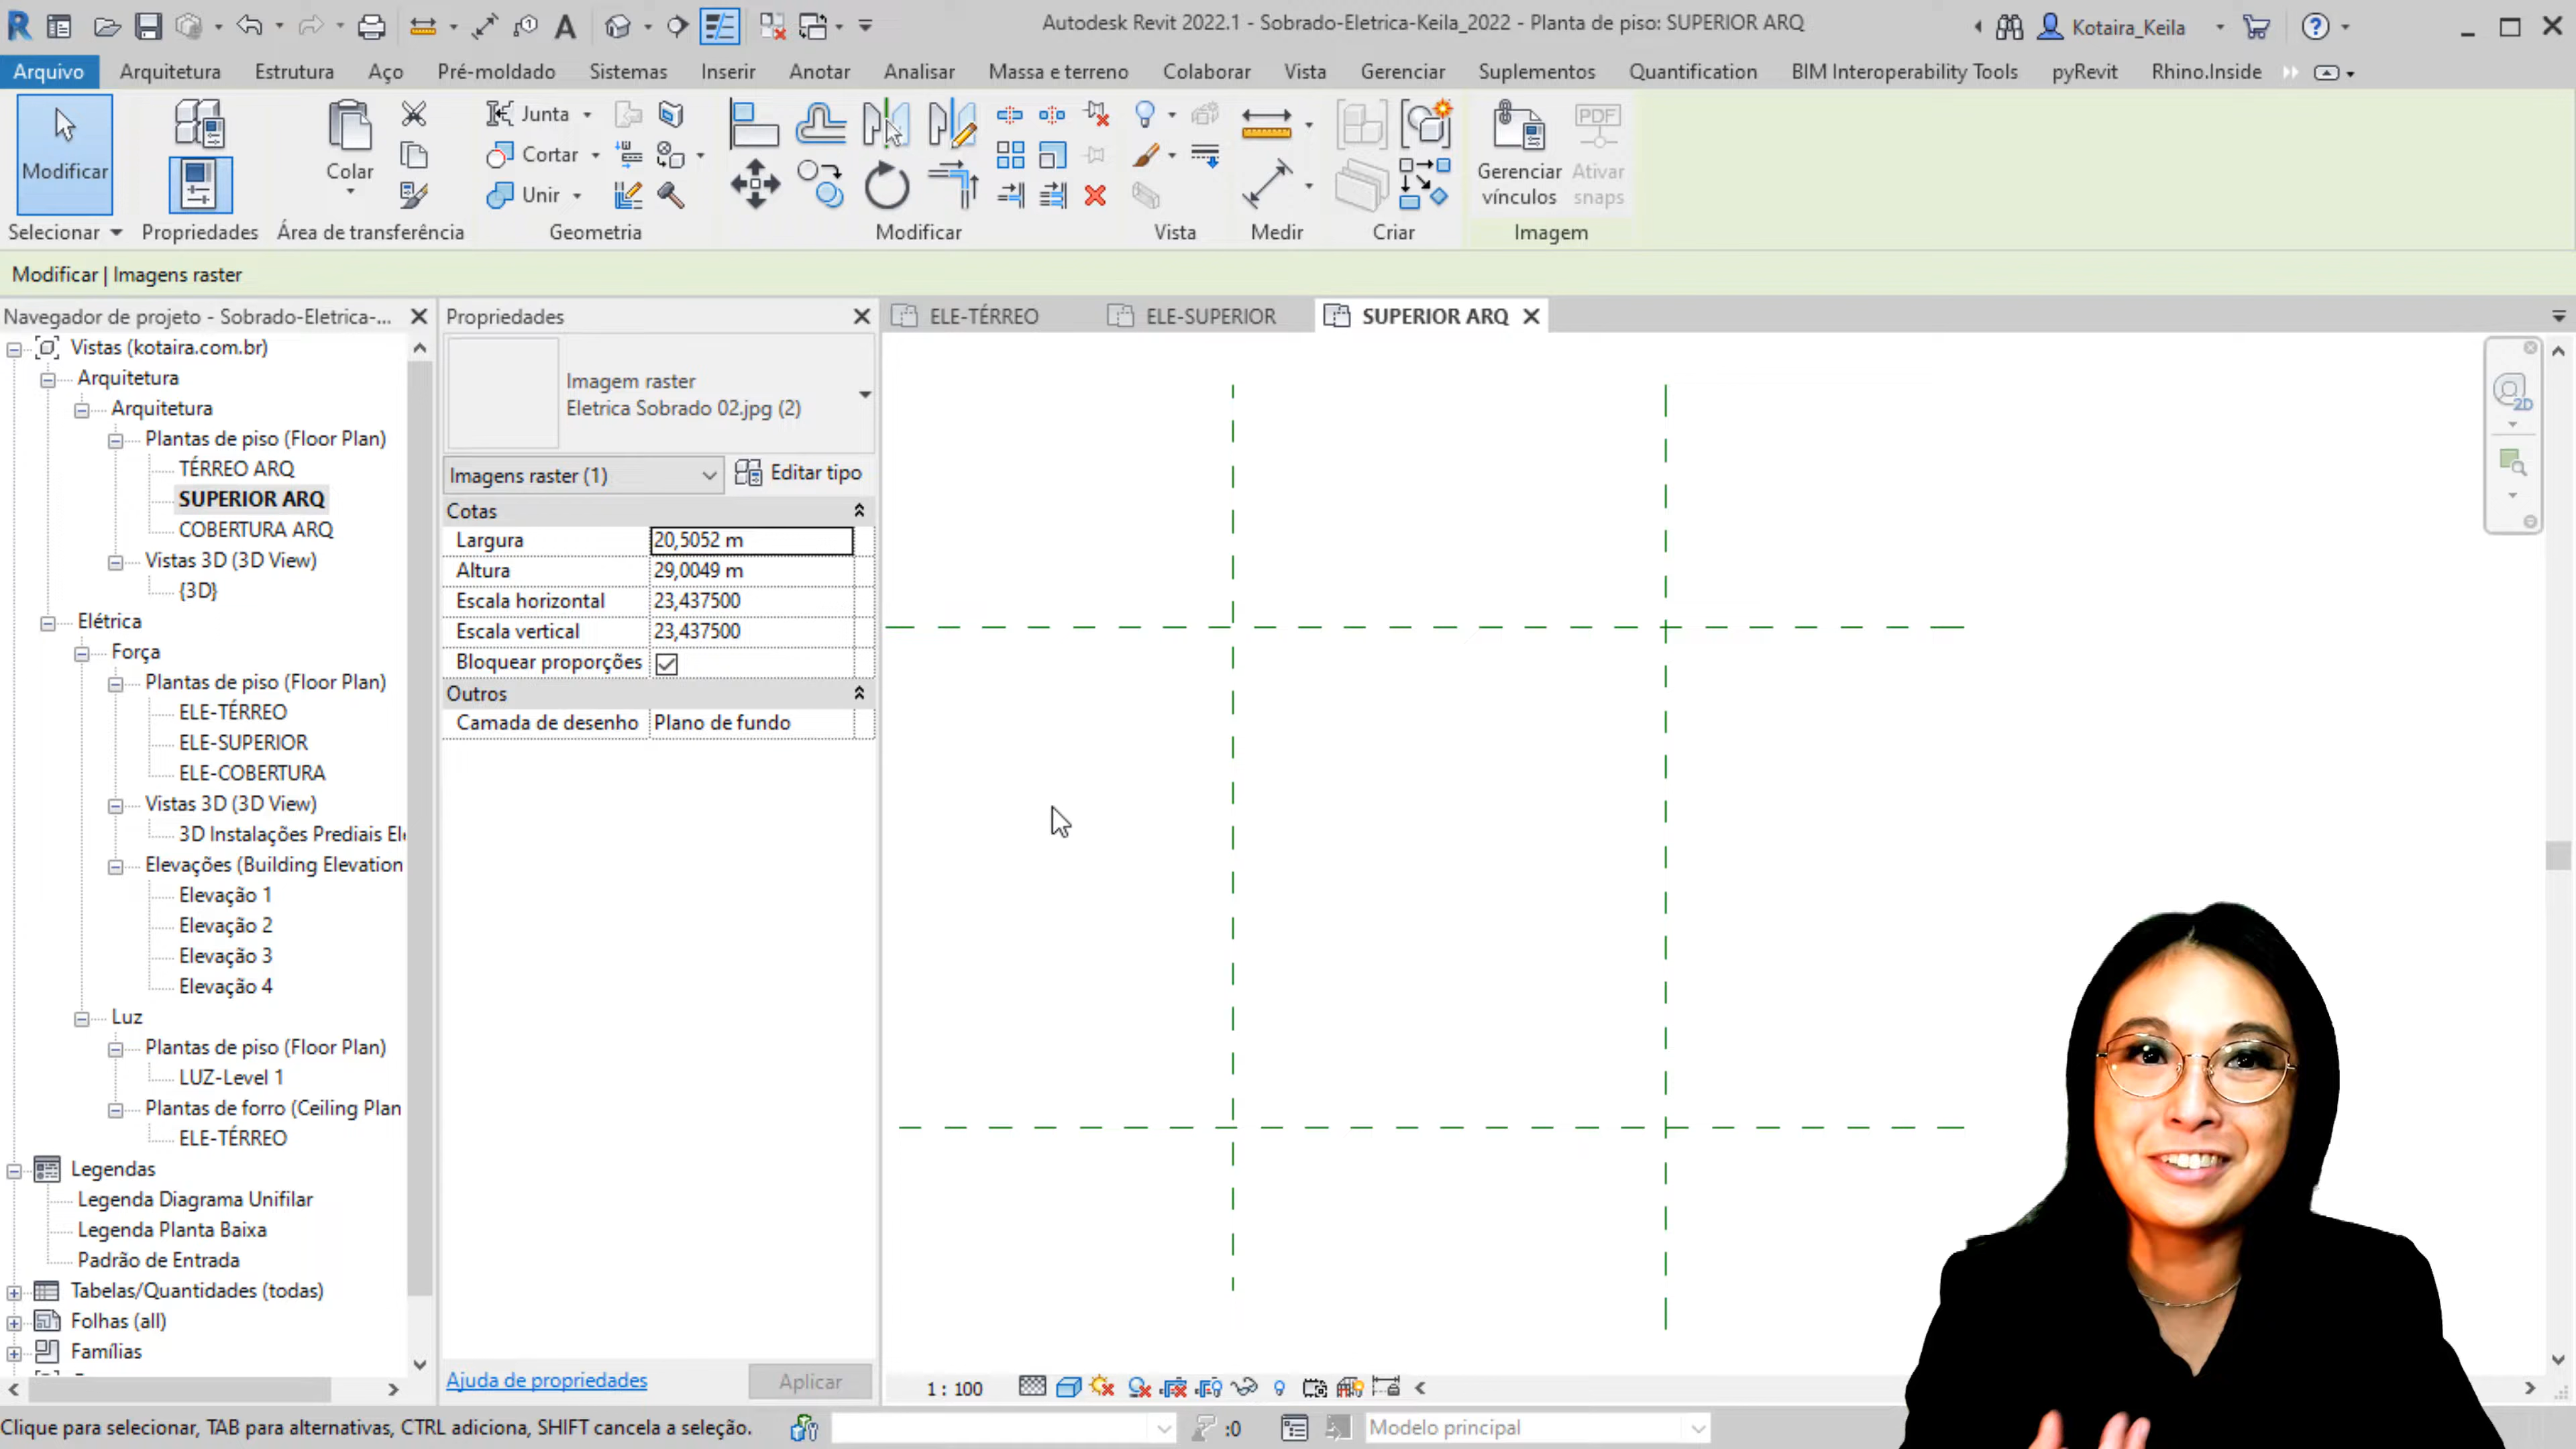 Autodesk Revit 2022.1 - Sobrado-Eletrica-Keila_2022 - Planta de piso: SUPERIOR ARQ
Kotaira_Keila
Arquivo Arquitetura Estrutura Aço Pré-moldado Sistemas Inserir Anotar Analisar Massa e terreno Colaborar Vista Gerenciar Suplementos Quantification BIM Interoperability Tools pyRevit Rhino.Inside
Modificar
Colar
Junta
Cortar
Unir
Gerenciar vínculos
Ativar snaps
PDF
Selecionar Propriedades Área de transferência Geometria Modificar Vista Medir Criar Imagem
Modificar | Imagens raster
Navegador de projeto - Sobrado-Eletrica-...
Vistas (kotaira.com.br)
Arquitetura
Arquitetura
Plantas de piso (Floor Plan)
TÉRREO ARQ
SUPERIOR ARQ
COBERTURA ARQ
Vistas 3D (3D View)
{3D}
Elétrica
Força
Plantas de piso (Floor Plan)
ELE-TÉRREO
ELE-SUPERIOR
ELE-COBERTURA
Vistas 3D (3D View)
3D Instalações Prediais El
Elevações (Building Elevation
Elevação 1
Elevação 2
Elevação 3
Elevação 4
Luz
Plantas de piso (Floor Plan)
LUZ-Level 1
Plantas de forro (Ceiling Plan
ELE-TÉRREO
Legendas
Legenda Diagrama Unifilar
Legenda Planta Baixa
Padrão de Entrada
Tabelas/Quantidades (todas)
Folhas (all)
Famílias
Propriedades
Imagem raster
Eletrica Sobrado 02.jpg (2)
Imagens raster (1) Editar tipo
Cotas
Largura 20,5052 m
Altura 29,0049 m
Escala horizontal 23,437500
Escala vertical 23,437500
Bloquear proporções
Outros
Camada de desenho Plano de fundo
Ajuda de propriedades Aplicar
ELE-TÉRREO ELE-SUPERIOR SUPERIOR ARQ
2D
1 : 100
Clique para selecionar, TAB para alternativas, CTRL adiciona, SHIFT cancela a seleção.
:0
Modelo principal